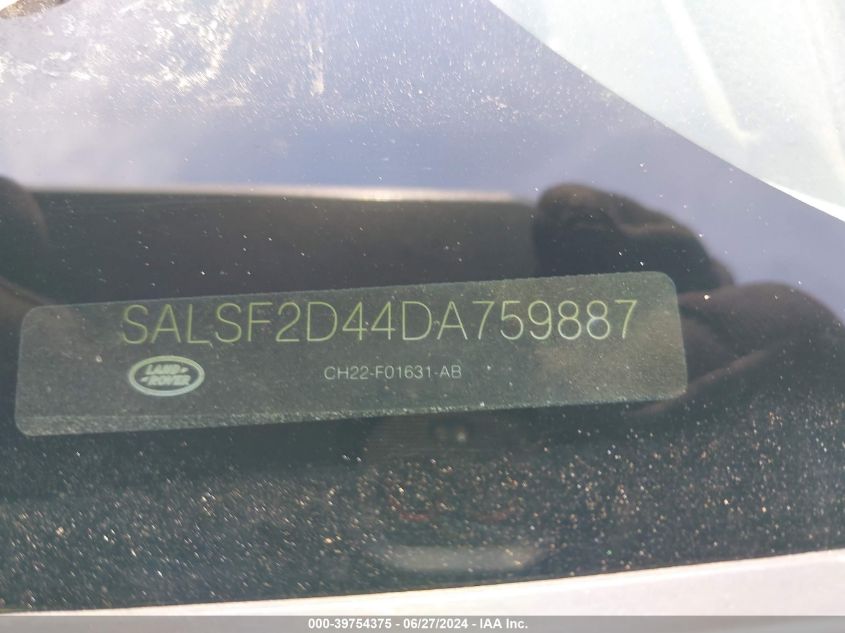 SALSF2D44DA759887
LAND ROVER
CH22-F01631-AB
000-39754375 - 06/27/2024 - IAA Inc.